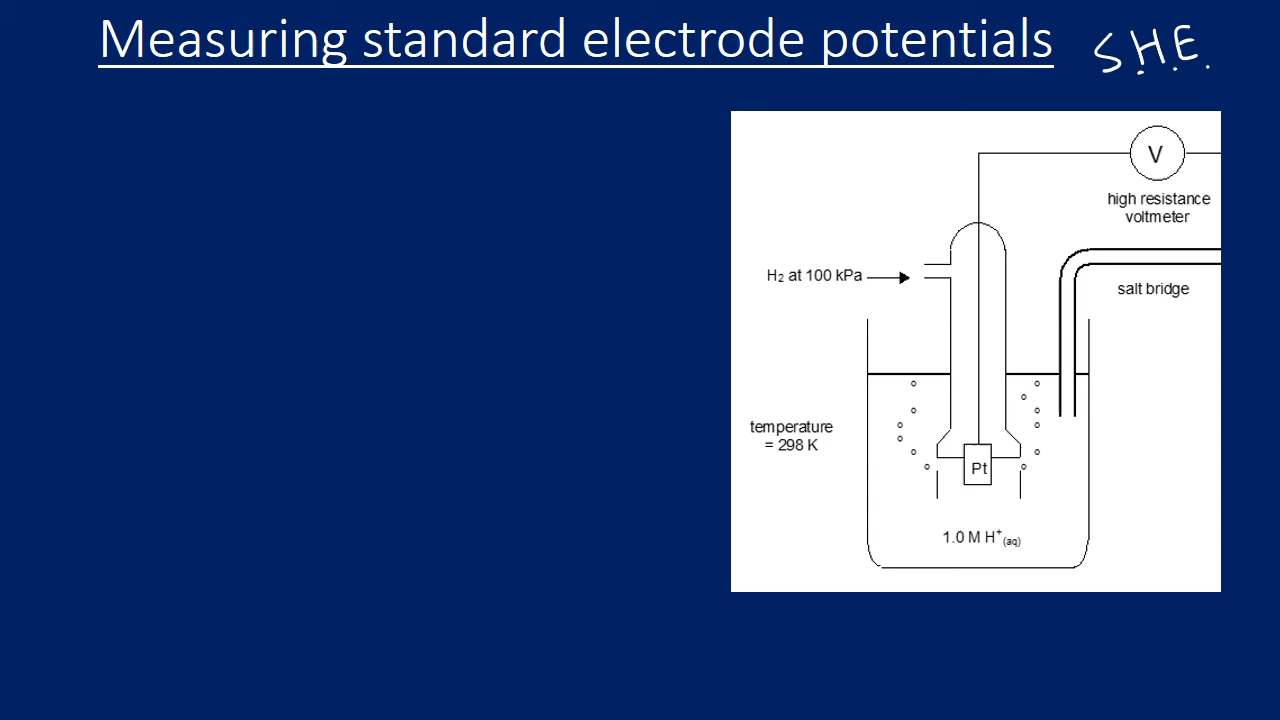 Measuring standard electrode potentials S.H.E.
V
high resistance
voltmeter
H₂ at 100 kPa
salt bridge
temperature
= 298 K
Pt
1.0 M H⁺(aq)